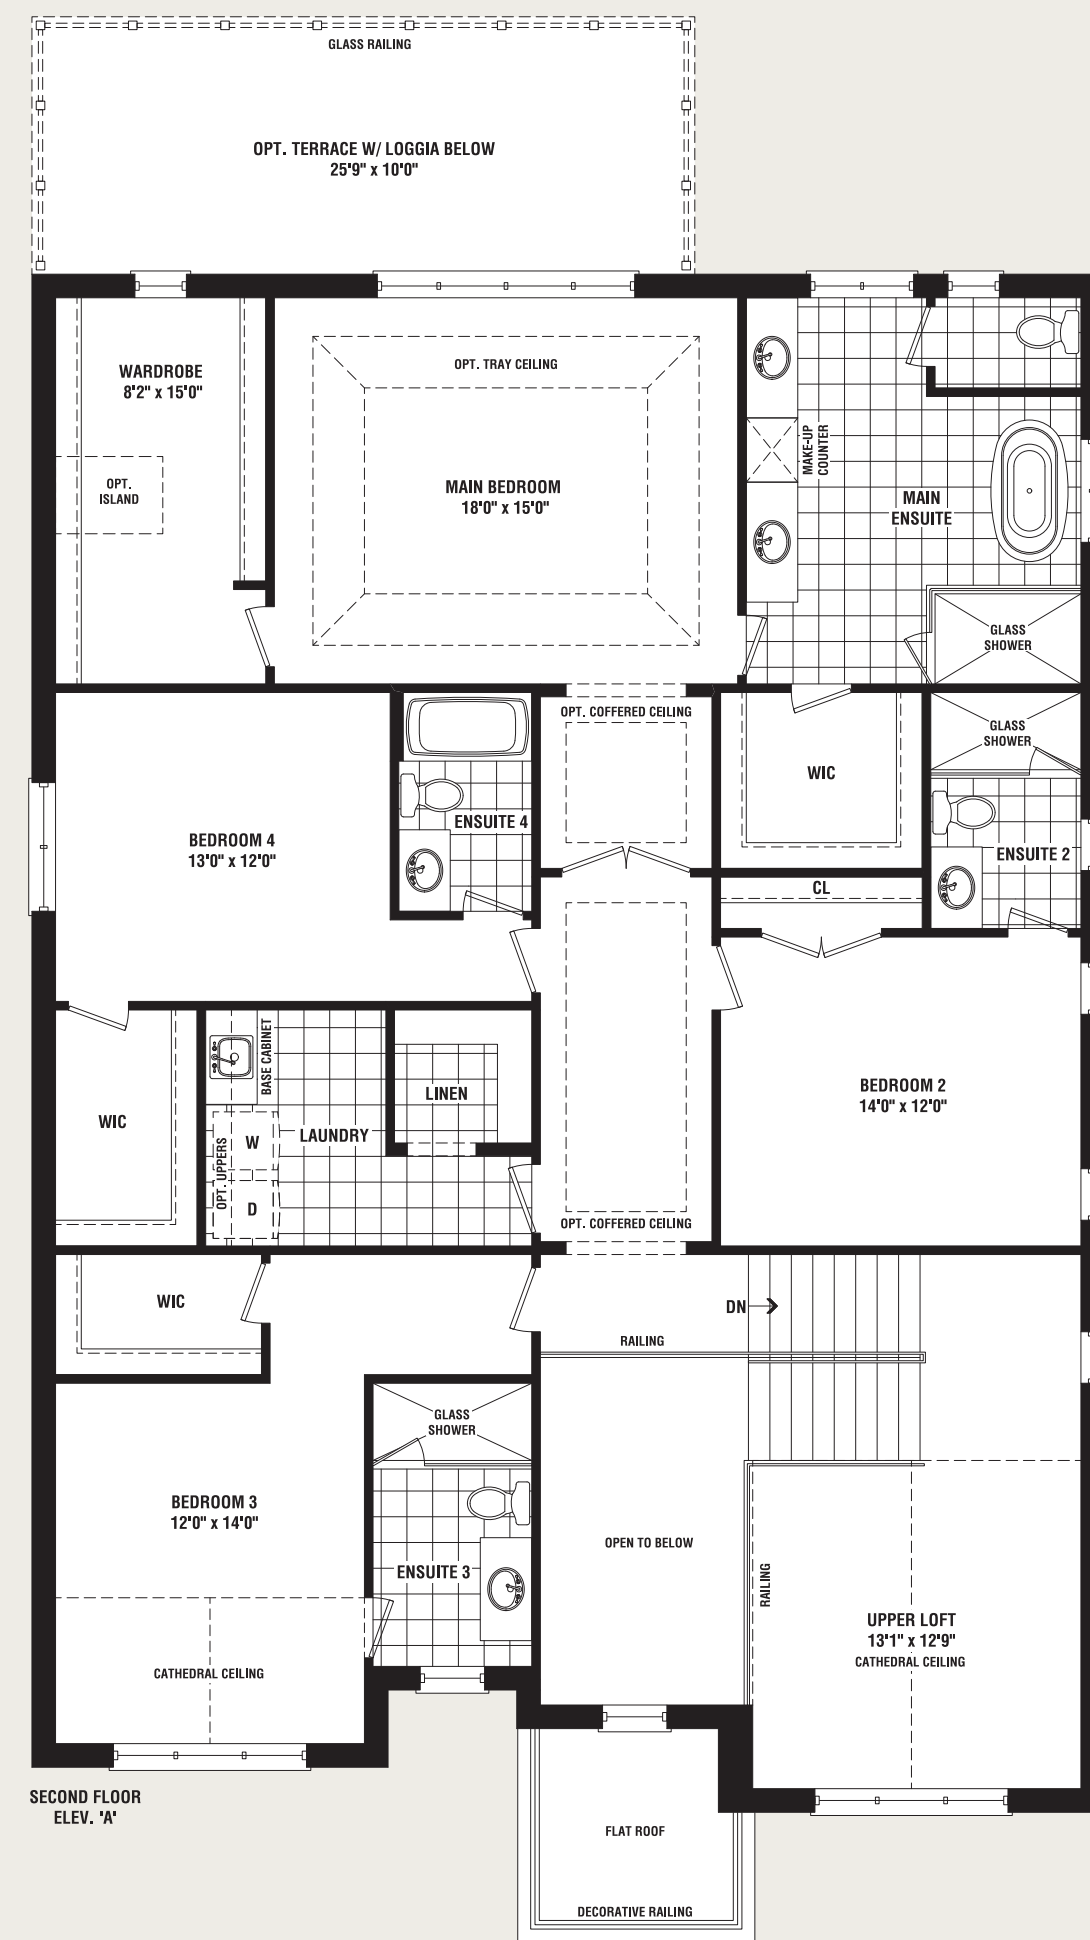 GLASS RAILING
OPT. TERRACE W/ LOGGIA BELOW
25'9" x 10'0"
WARDROBE
8'2" x 15'0"
OPT.
ISLAND
OPT. TRAY CEILING
MAIN BEDROOM
18'0" x 15'0"
MAKE-UP
COUNTER
MAIN
ENSUITE
GLASS
SHOWER
OPT. COFFERED CEILING
WIC
GLASS
SHOWER
BEDROOM 4
13'0" x 12'0"
ENSUITE 4
ENSUITE 2
CL
BASE CABINET
LINEN
WIC
W
LAUNDRY
OPT. UPPERS
D
BEDROOM 2
14'0" x 12'0"
OPT. COFFERED CEILING
WIC
DN
RAILING
GLASS
SHOWER
BEDROOM 3
12'0" x 14'0"
OPEN TO BELOW
ENSUITE 3
RAILING
UPPER LOFT
13'1" x 12'9"
CATHEDRAL CEILING
CATHEDRAL CEILING
SECOND FLOOR
ELEV. 'A'
FLAT ROOF
DECORATIVE RAILING